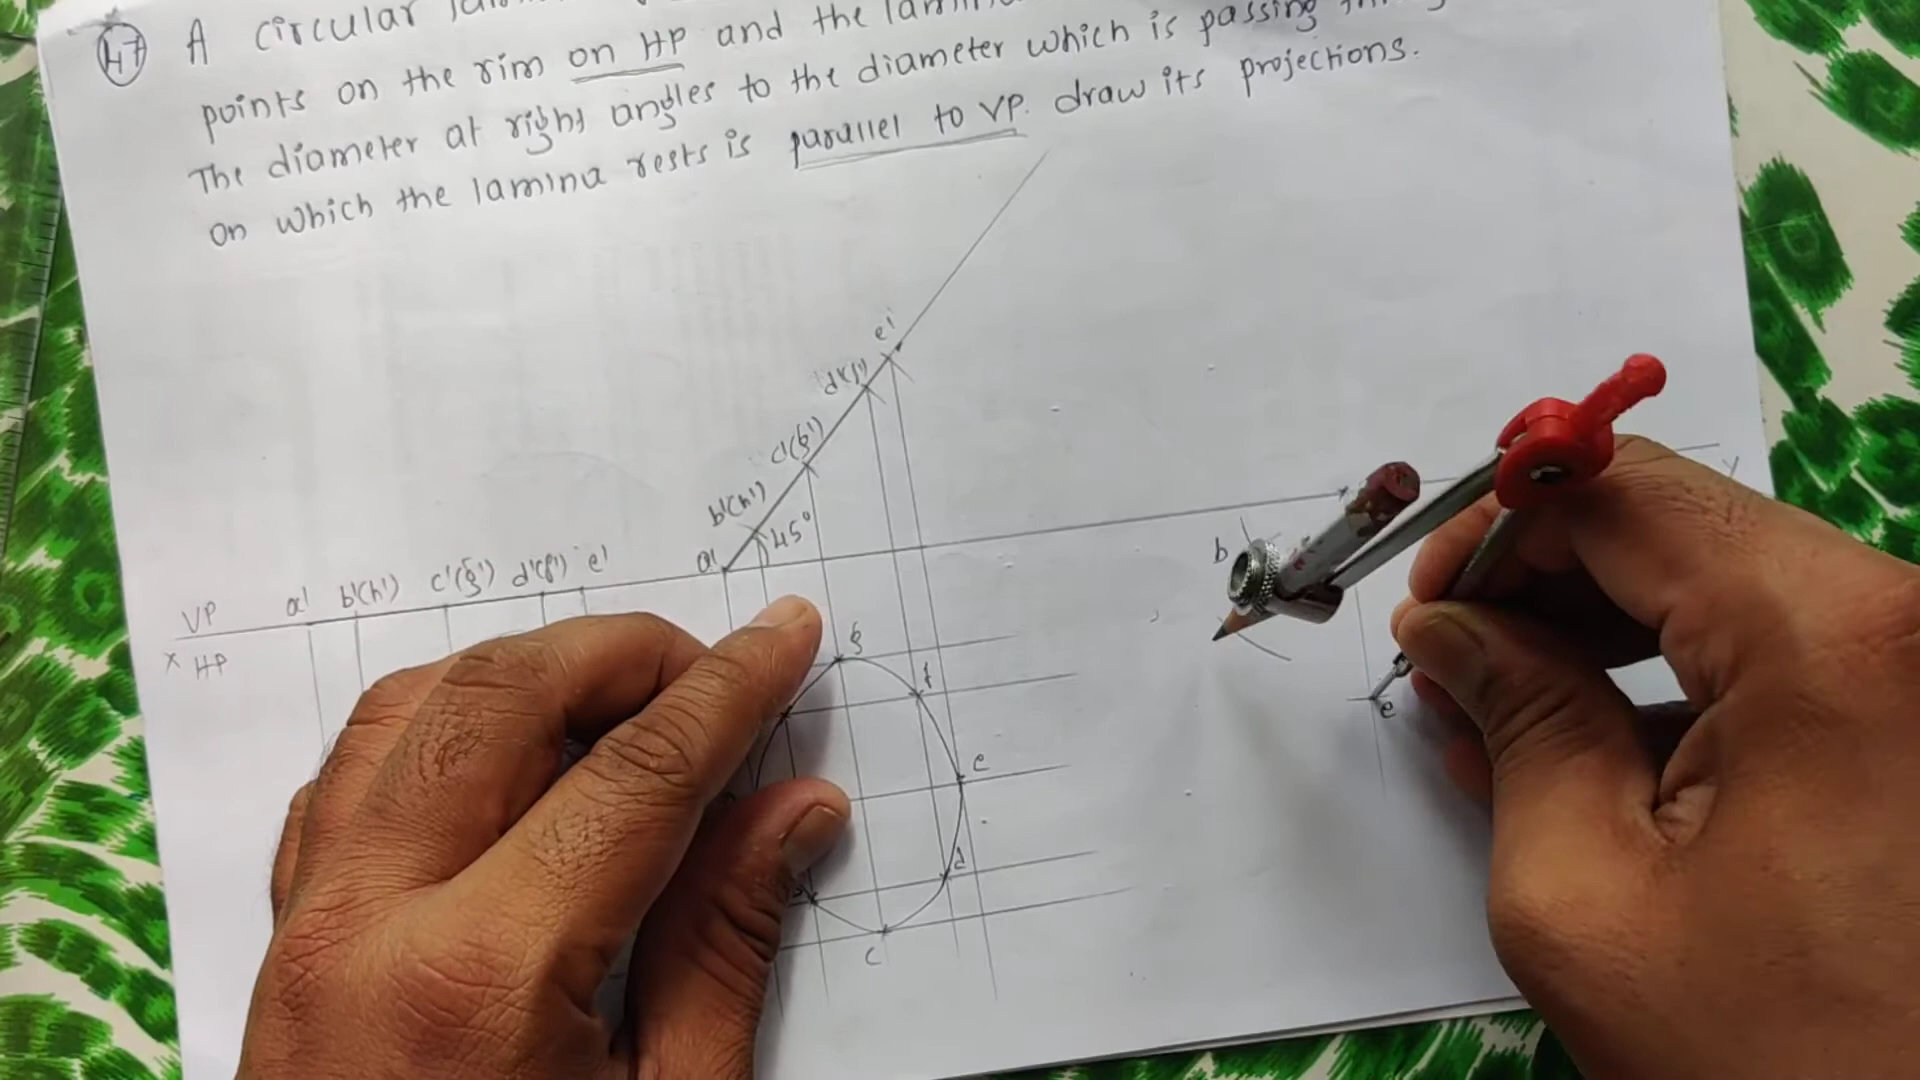 47 A circular
points on the rim on HP and the
The diameter at right angles to the diameter which is passing
on which the lamina rests is parallel to VP. draw its projections.
e'
d'(f')
c'(g')
b'(h')
a' 45°
VP a' b'(h') c'(g') d'(f') e'
X HP
Y
b
g
f
e
e
d
c